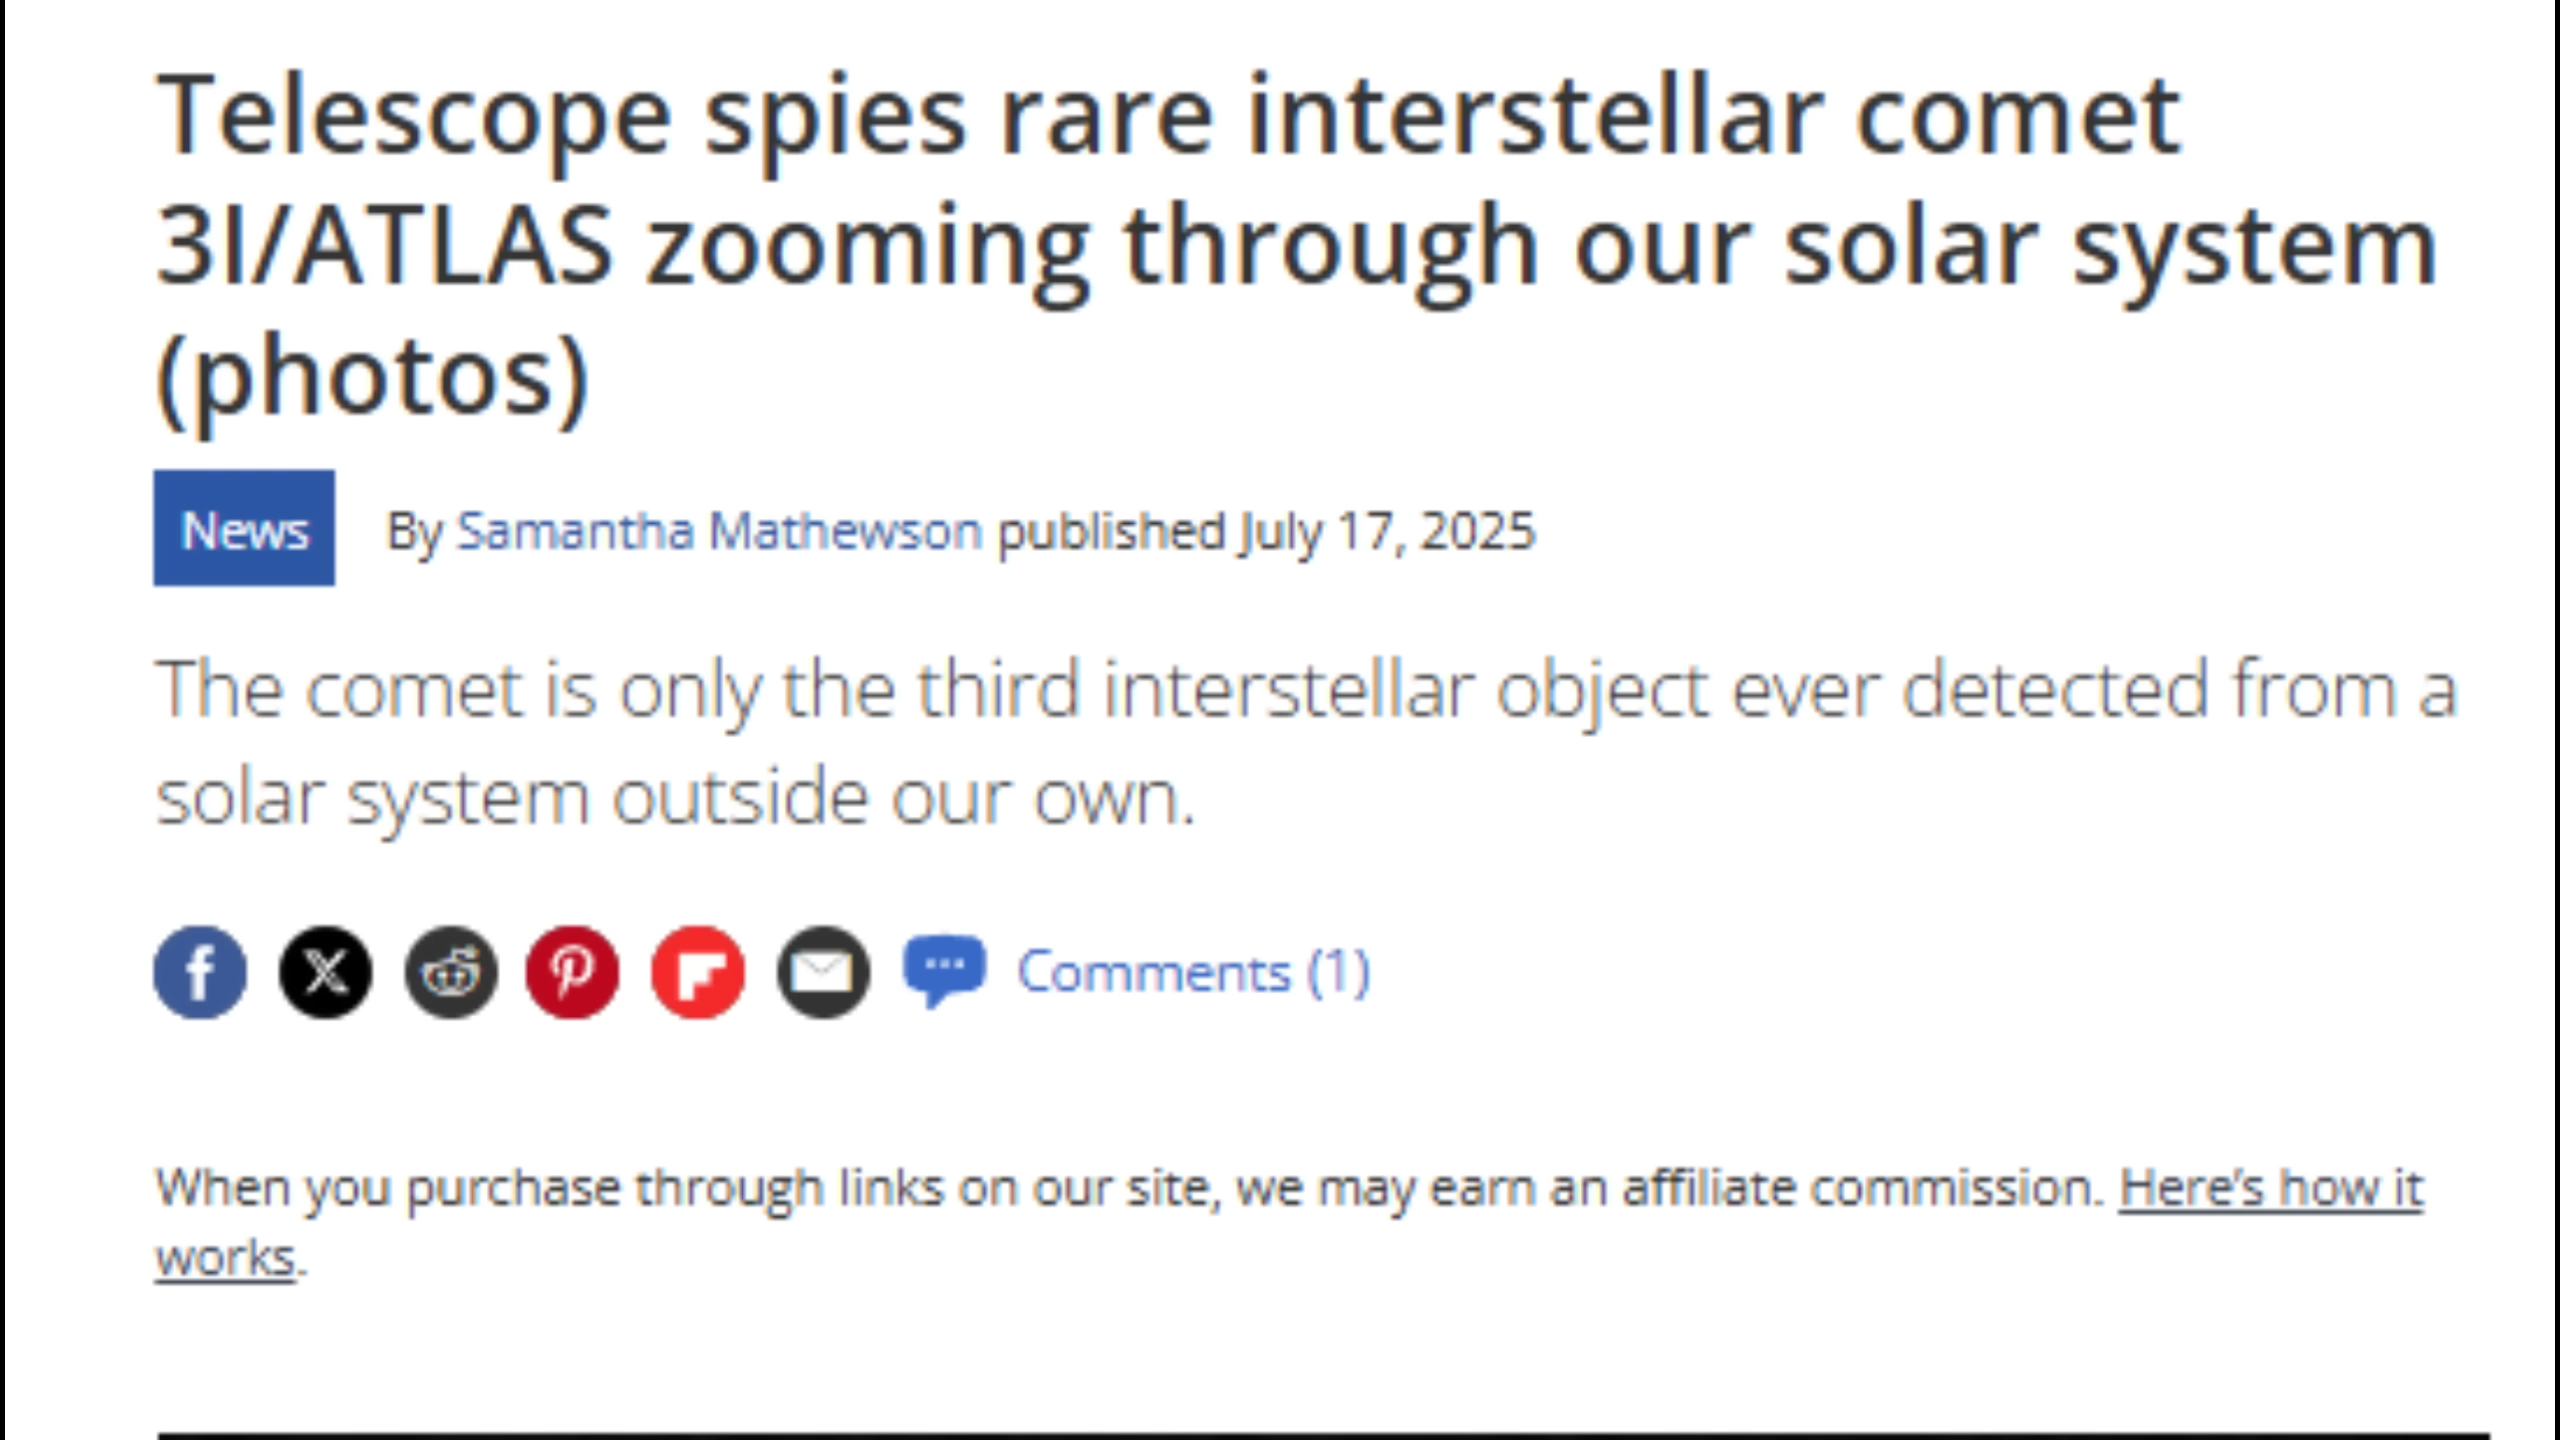 Telescope spies rare interstellar comet
3I/ATLAS zooming through our solar system
(photos)
News By Samantha Mathewson published July 17, 2025
The comet is only the third interstellar object ever detected from a
solar system outside our own.
Comments (1)
When you purchase through links on our site, we may earn an affiliate commission. Here’s how it
works.